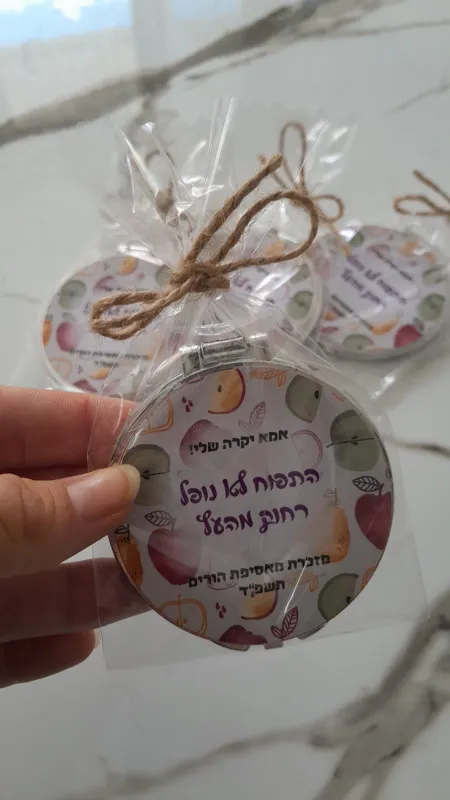 אמא יקרה שלי!
התפוח לא נופל
רחוק מהעץ
מזכרת מאסיפת הורים
תשפ"ד